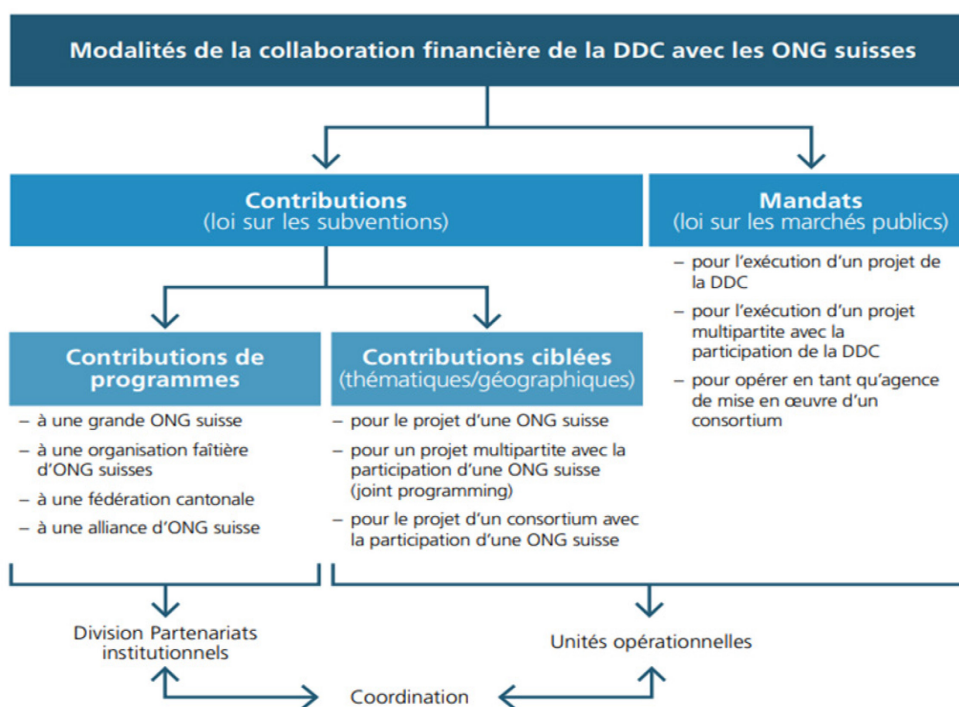 Modalités de la collaboration financière de la DDC avec les ONG suisses
Contributions
(loi sur les subventions)
Mandats
(loi sur les marchés publics)
– pour l'exécution d'un projet de
la DDC
– pour l'exécution d'un projet
multipartite avec la
participation de la DDC
– pour opérer en tant qu'agence
de mise en œuvre d'un
consortium
Contributions de
programmes
– à une grande ONG suisse
– à une organisation faîtière
d'ONG suisses
– à une fédération cantonale
– à une alliance d'ONG suisse
Contributions ciblées
(thématiques/géographiques)
– pour le projet d'une ONG suisse
– pour un projet multipartite avec la
participation d'une ONG suisse
(joint programming)
– pour le projet d'un consortium avec
la participation d'une ONG suisse
Division Partenariats
institutionnels
Unités opérationnelles
Coordination